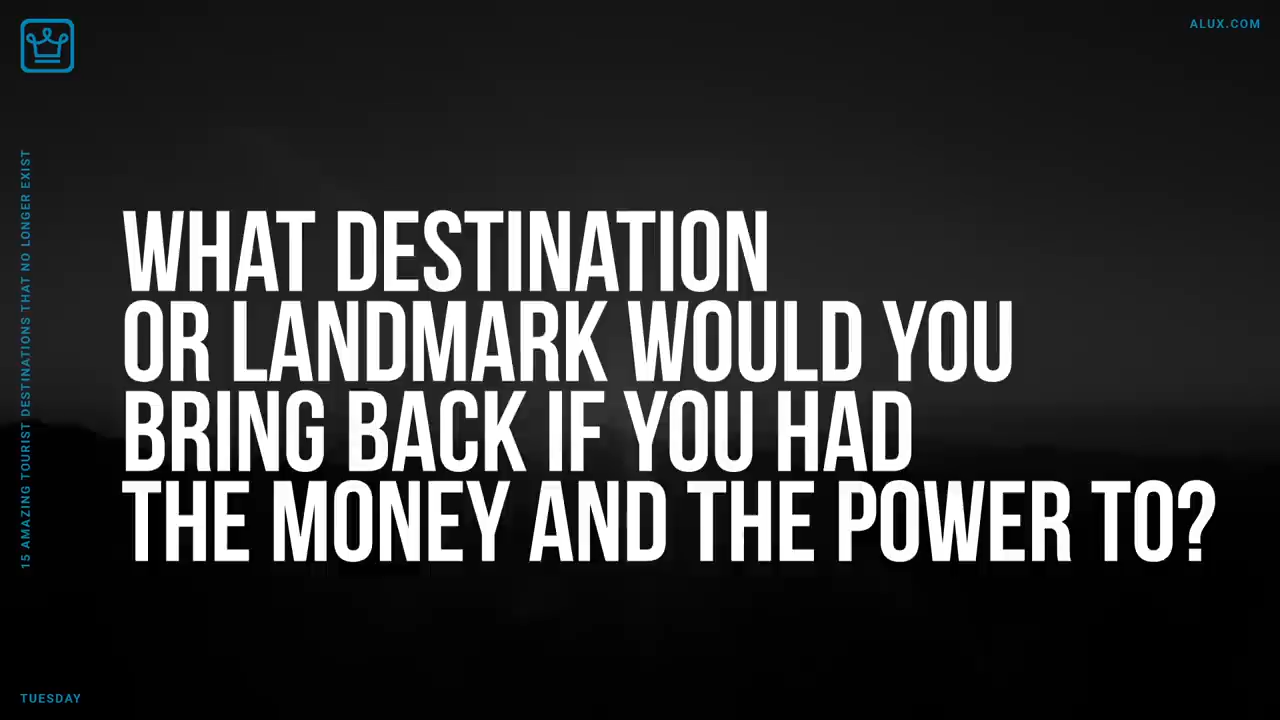 ALUX.COM
15 AMAZING TOURIST DESTINATIONS THAT NO LONGER EXIST
WHAT DESTINATION
OR LANDMARK WOULD YOU
BRING BACK IF YOU HAD
THE MONEY AND THE POWER TO?
TUESDAY